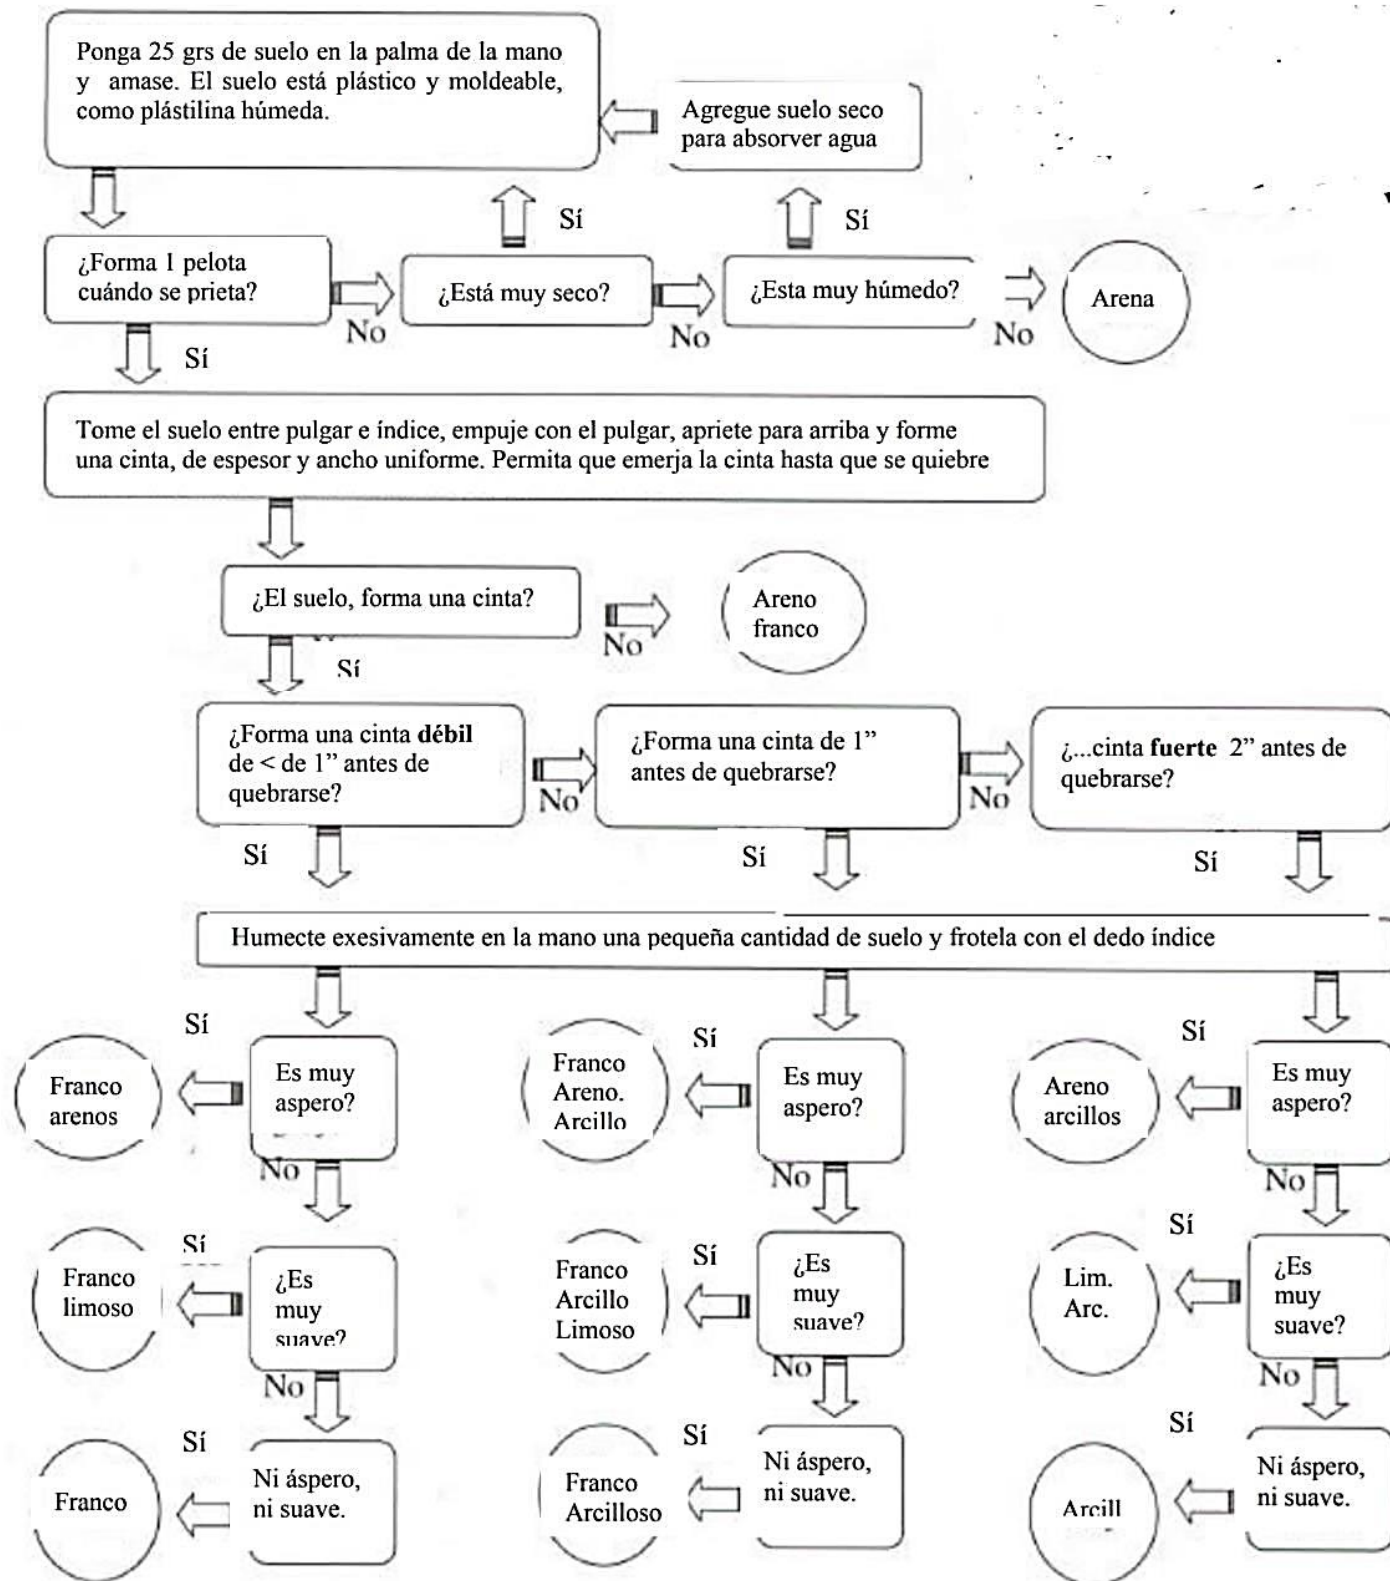 Ponga 25 grs de suelo en la palma de la mano
y amase. El suelo está plástico y moldeable,
como plástilina húmeda.
Agregue suelo seco
para absorver agua
Sí
Sí
¿Forma 1 pelota
cuándo se prieta?
No
¿Está muy seco?
No
¿Esta muy húmedo?
No
Arena
Sí
Tome el suelo entre pulgar e índice, empuje con el pulgar, apriete para arriba y forme
una cinta, de espesor y ancho uniforme. Permita que emerja la cinta hasta que se quiebre
¿El suelo, forma una cinta?
No
Areno
franco
Sí
¿Forma una cinta débil
de < de 1” antes de
quebrarse?
No
¿Forma una cinta de 1”
antes de quebrarse?
No
¿...cinta fuerte 2” antes de
quebrarse?
Sí
Sí
Sí
Humecte exesivamente en la mano una pequeña cantidad de suelo y frotela con el dedo índice
Franco
arenos
Sí
Es muy
aspero?
No
Franco
Areno.
Arcillo
Sí
Es muy
aspero?
No
Areno
arcillos
Sí
Es muy
aspero?
No
Franco
limoso
Sí
¿Es
muy
suave?
No
Franco
Arcillo
Limoso
Sí
¿Es
muy
suave?
No
Lim.
Arc.
Sí
¿Es
muy
suave?
No
Franco
Sí
Ni áspero,
ni suave.
Franco
Arcilloso
Sí
Ni áspero,
ni suave.
Arcill
Sí
Ni áspero,
ni suave.